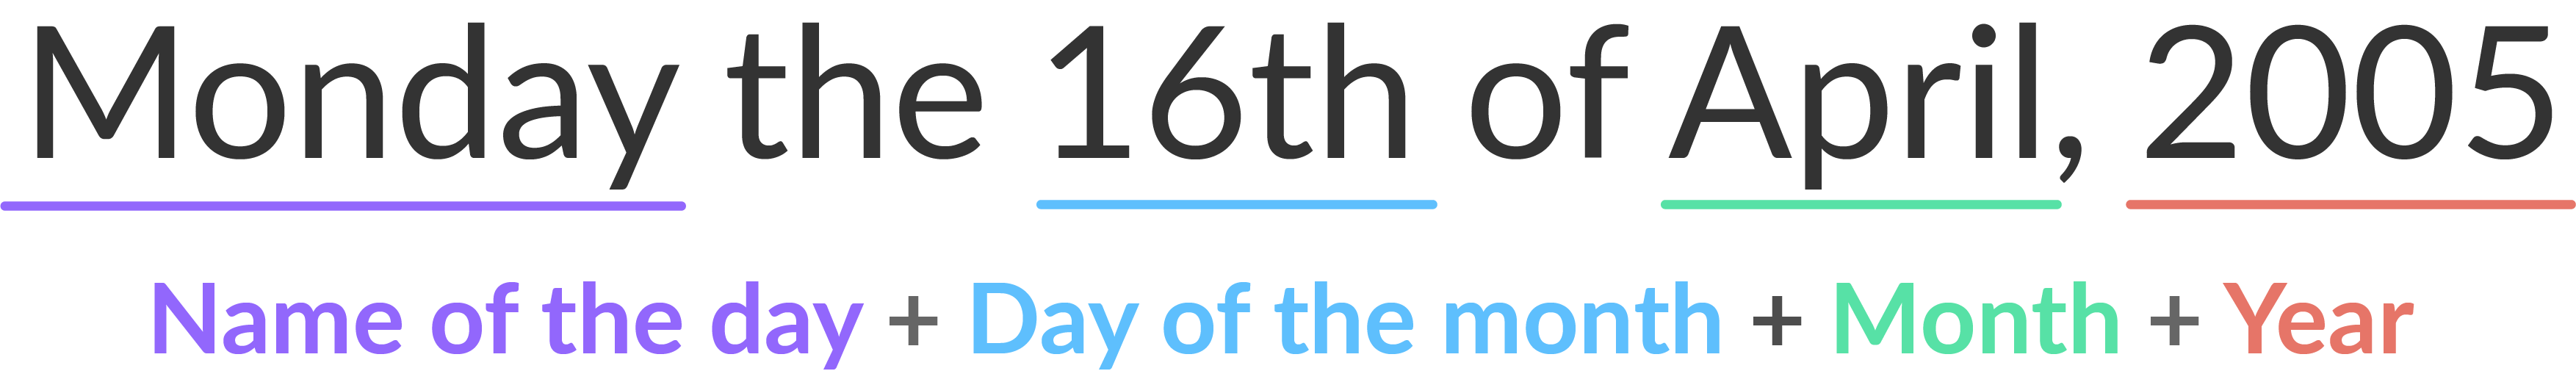 Monday the 16th of April, 2005
Name of the day + Day of the month + Month + Year